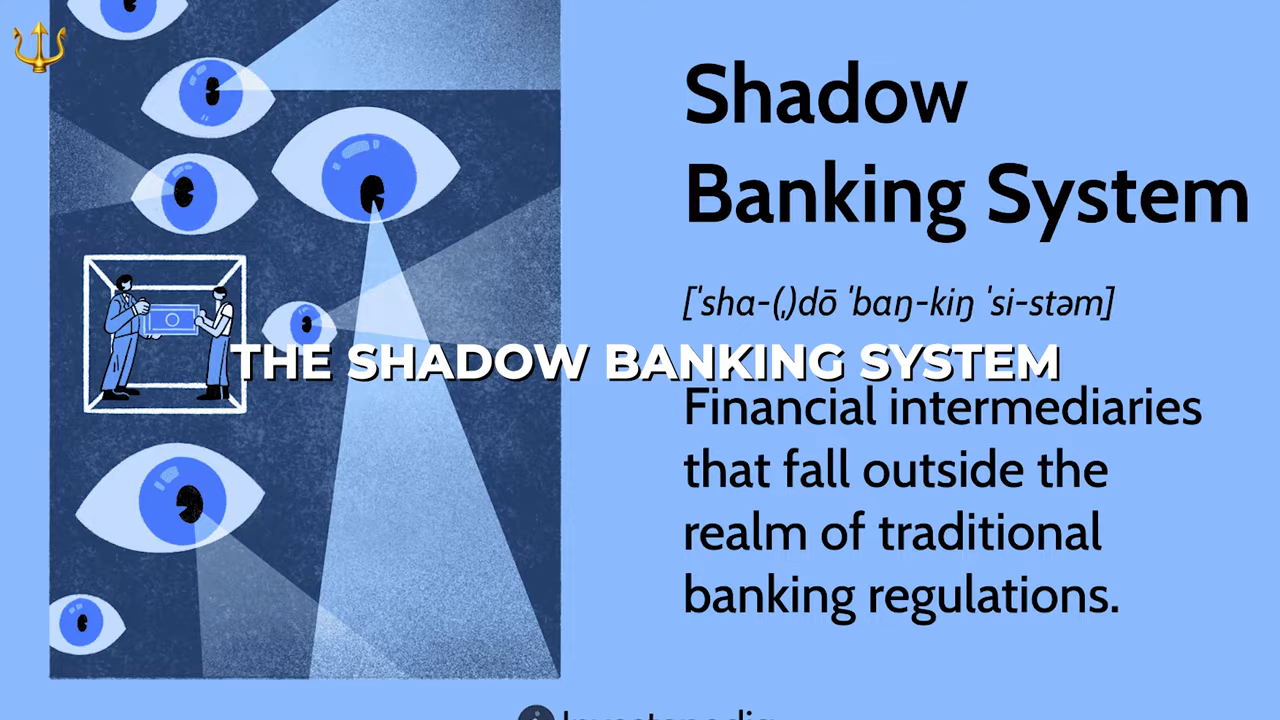 Shadow
Banking System
[ˈsha-(ˌ)dō ˈbaŋ-kiŋ ˈsi-stəm]
THE SHADOW BANKING SYSTEM
Financial intermediaries
that fall outside the
realm of traditional
banking regulations.
Investopedia